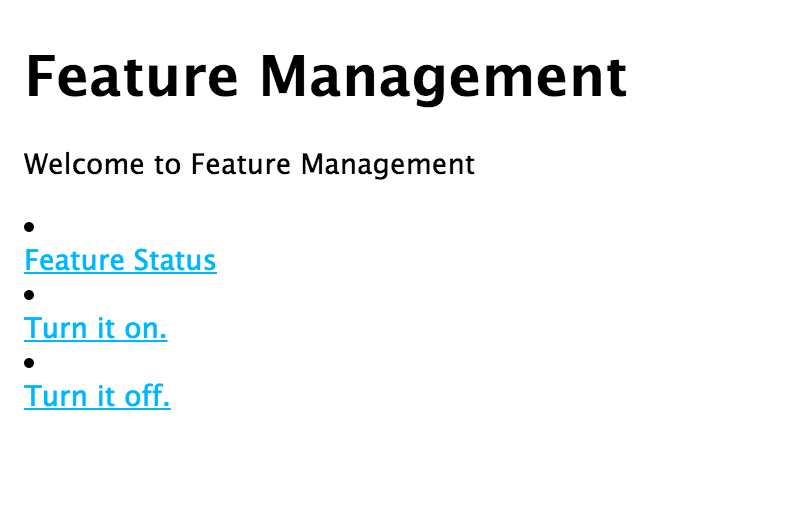 Feature Management
Welcome to Feature Management
•
Feature Status
•
Turn it on.
•
Turn it off.